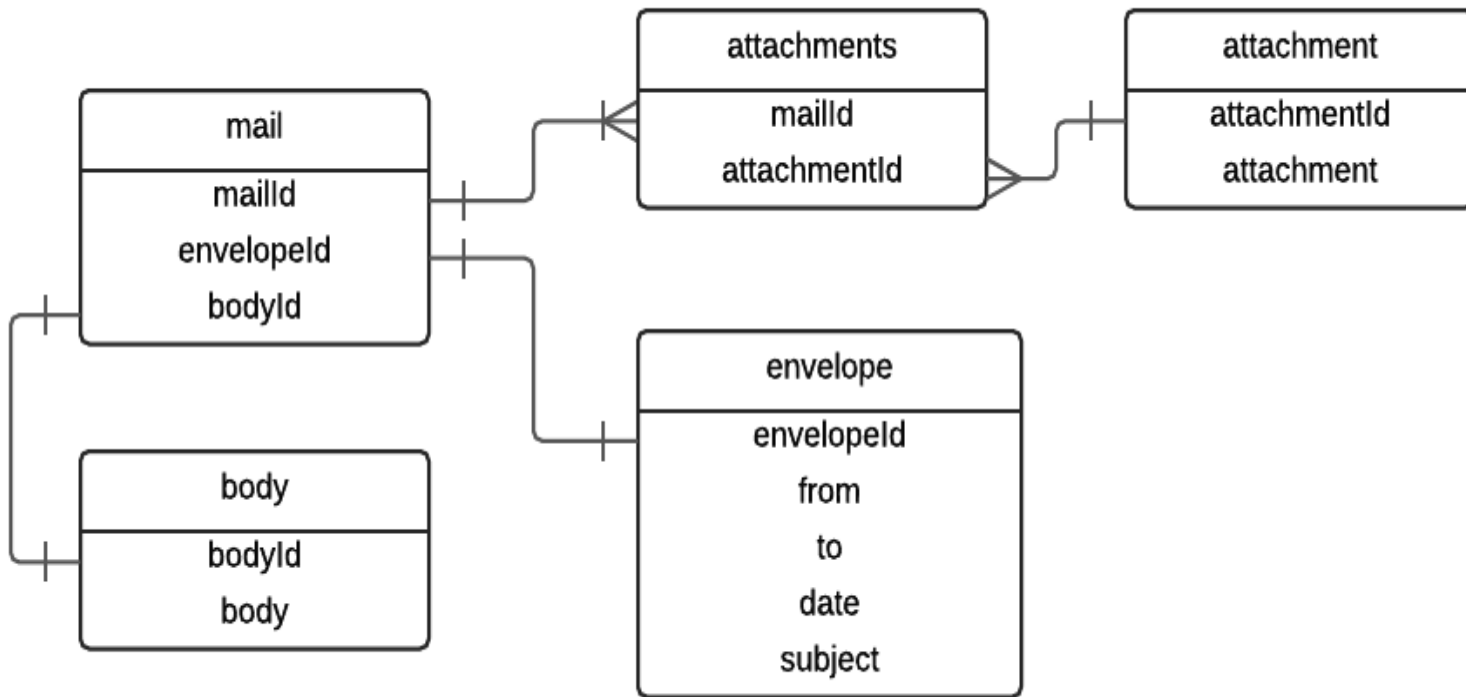 mail
mailId
envelopeId
bodyId
attachments
mailId
attachmentId
attachment
attachmentId
attachment
body
bodyId
body
envelope
envelopeId
from
to
date
subject